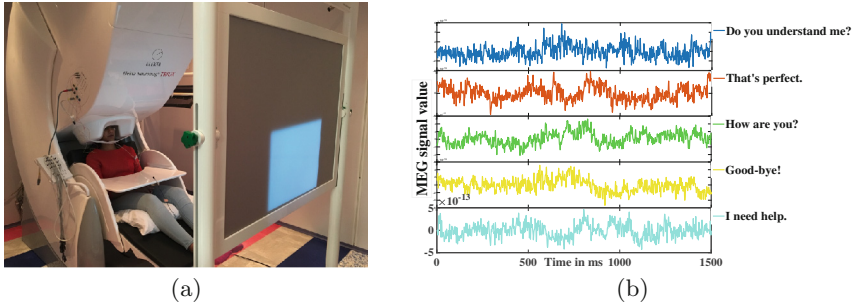 Do you understand me?
That's perfect.
How are you?
Good-bye!
I need help.
MEG signal value
×10⁻¹³
5
0
-5
0
500
Time in ms
1000
1500
(a)
(b)